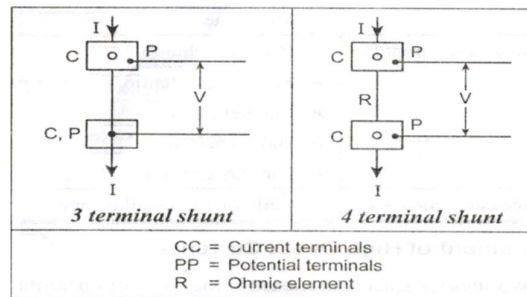 I
I
C
P
C
P
V
R
V
C, P
C
P
I
I
3 terminal shunt
4 terminal shunt
CC = Current terminals
PP = Potential terminals
R = Ohmic element